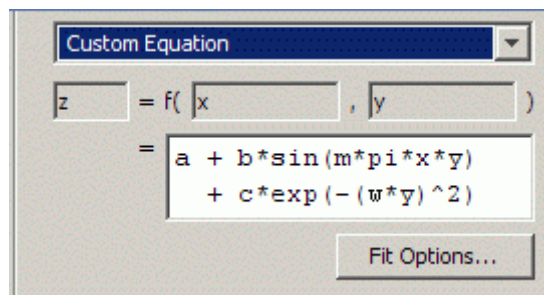 Custom Equation
z = f( x , y )
= a + b*sin(m*pi*x*y)
+ c*exp(-(w*y)^2)
Fit Options...